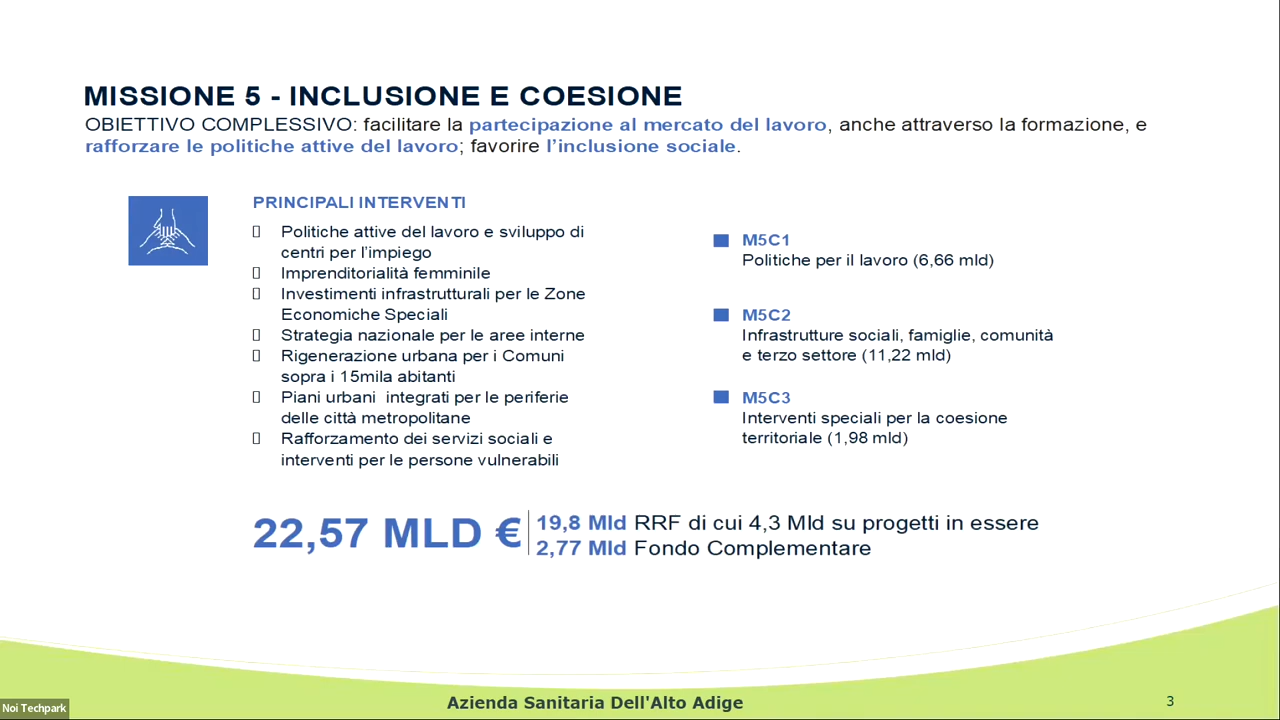 MISSIONE 5 - INCLUSIONE E COESIONE
OBIETTIVO COMPLESSIVO: facilitare la partecipazione al mercato del lavoro, anche attraverso la formazione, e
rafforzare le politiche attive del lavoro; favorire l’inclusione sociale.
PRINCIPALI INTERVENTI
Politiche attive del lavoro e sviluppo di
centri per l’impiego
Imprenditorialità femminile
Investimenti infrastrutturali per le Zone
Economiche Speciali
Strategia nazionale per le aree interne
Rigenerazione urbana per i Comuni
sopra i 15mila abitanti
Piani urbani  integrati per le periferie
delle città metropolitane
Rafforzamento dei servizi sociali e
interventi per le persone vulnerabili
M5C1
Politiche per il lavoro (6,66 mld)
M5C2
Infrastrutture sociali, famiglie, comunità
e terzo settore (11,22 mld)
M5C3
Interventi speciali per la coesione
territoriale (1,98 mld)
22,57 MLD €
19,8 Mld RRF di cui 4,3 Mld su progetti in essere
2,77 Mld Fondo Complementare
Azienda Sanitaria Dell'Alto Adige
3
Noi Techpark